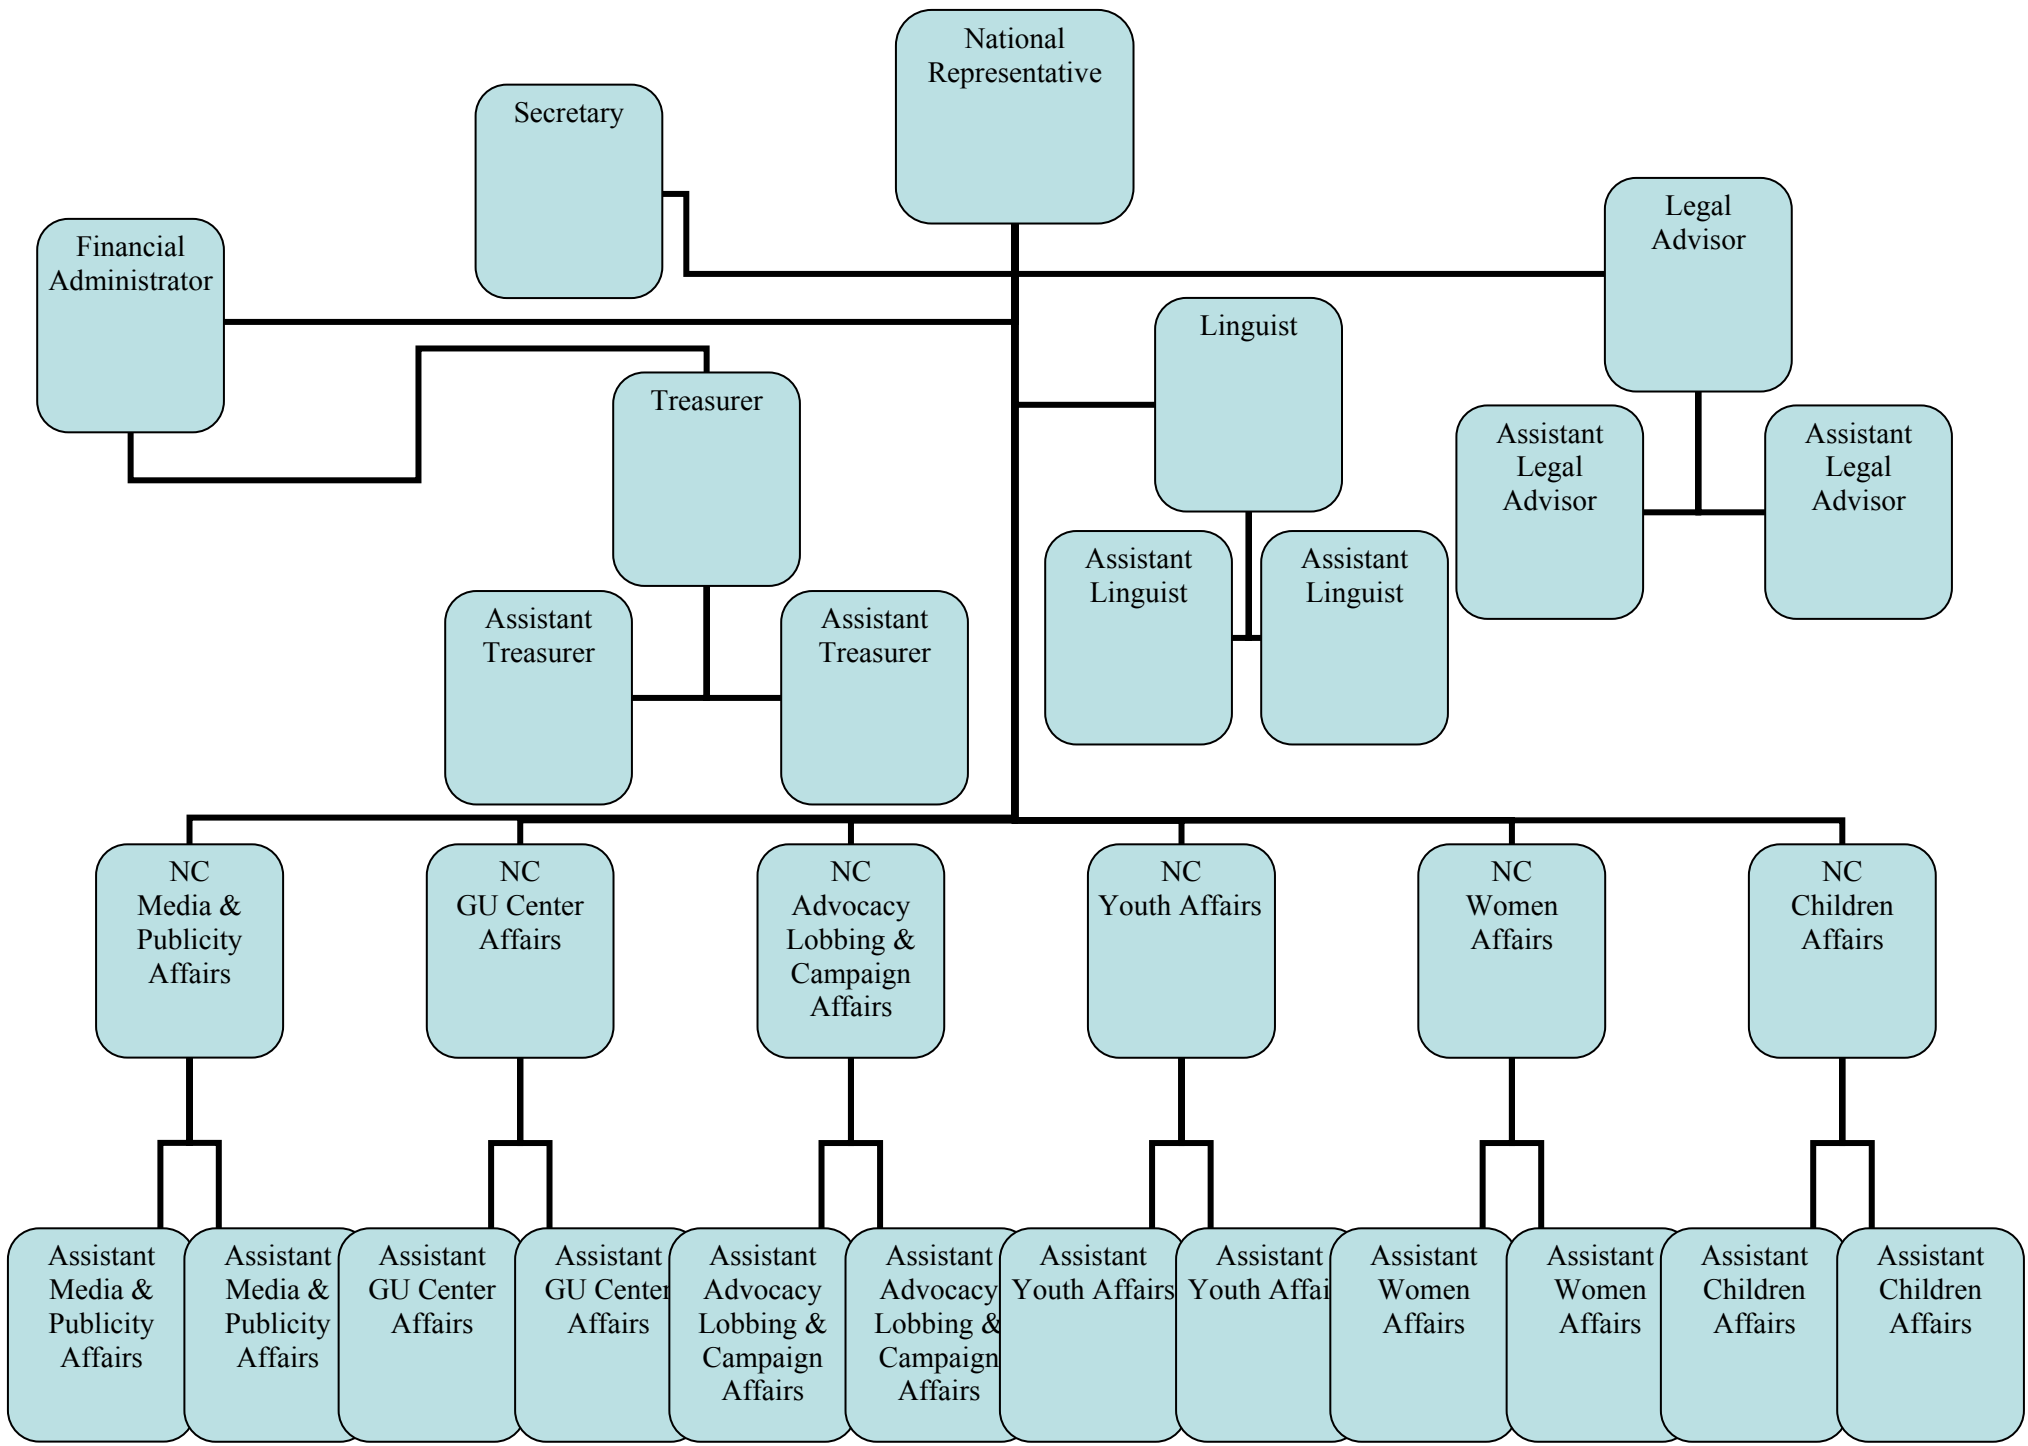 National
Representative
Secretary
Legal
Advisor
Financial
Administrator
Linguist
Treasurer
Assistant
Legal
Advisor
Assistant
Legal
Advisor
Assistant
Linguist
Assistant
Linguist
Assistant
Treasurer
Assistant
Treasurer
NC
Media &
Publicity
Affairs
NC
GU Center
Affairs
NC
Advocacy
Lobbing &
Campaign
Affairs
NC
Youth Affairs
NC
Women
Affairs
NC
Children
Affairs
Assistant
Media &
Publicity
Affairs
Assistant
Media &
Publicity
Affairs
Assistant
GU Center
Affairs
Assistant
GU Center
Affairs
Assistant
Advocacy
Lobbing &
Campaign
Affairs
Assistant
Advocacy
Lobbing &
Campaign
Affairs
Assistant
Youth Affairs
Assistant
Youth Affai
Assistant
Women
Affairs
Assistant
Women
Affairs
Assistant
Children
Affairs
Assistant
Children
Affairs